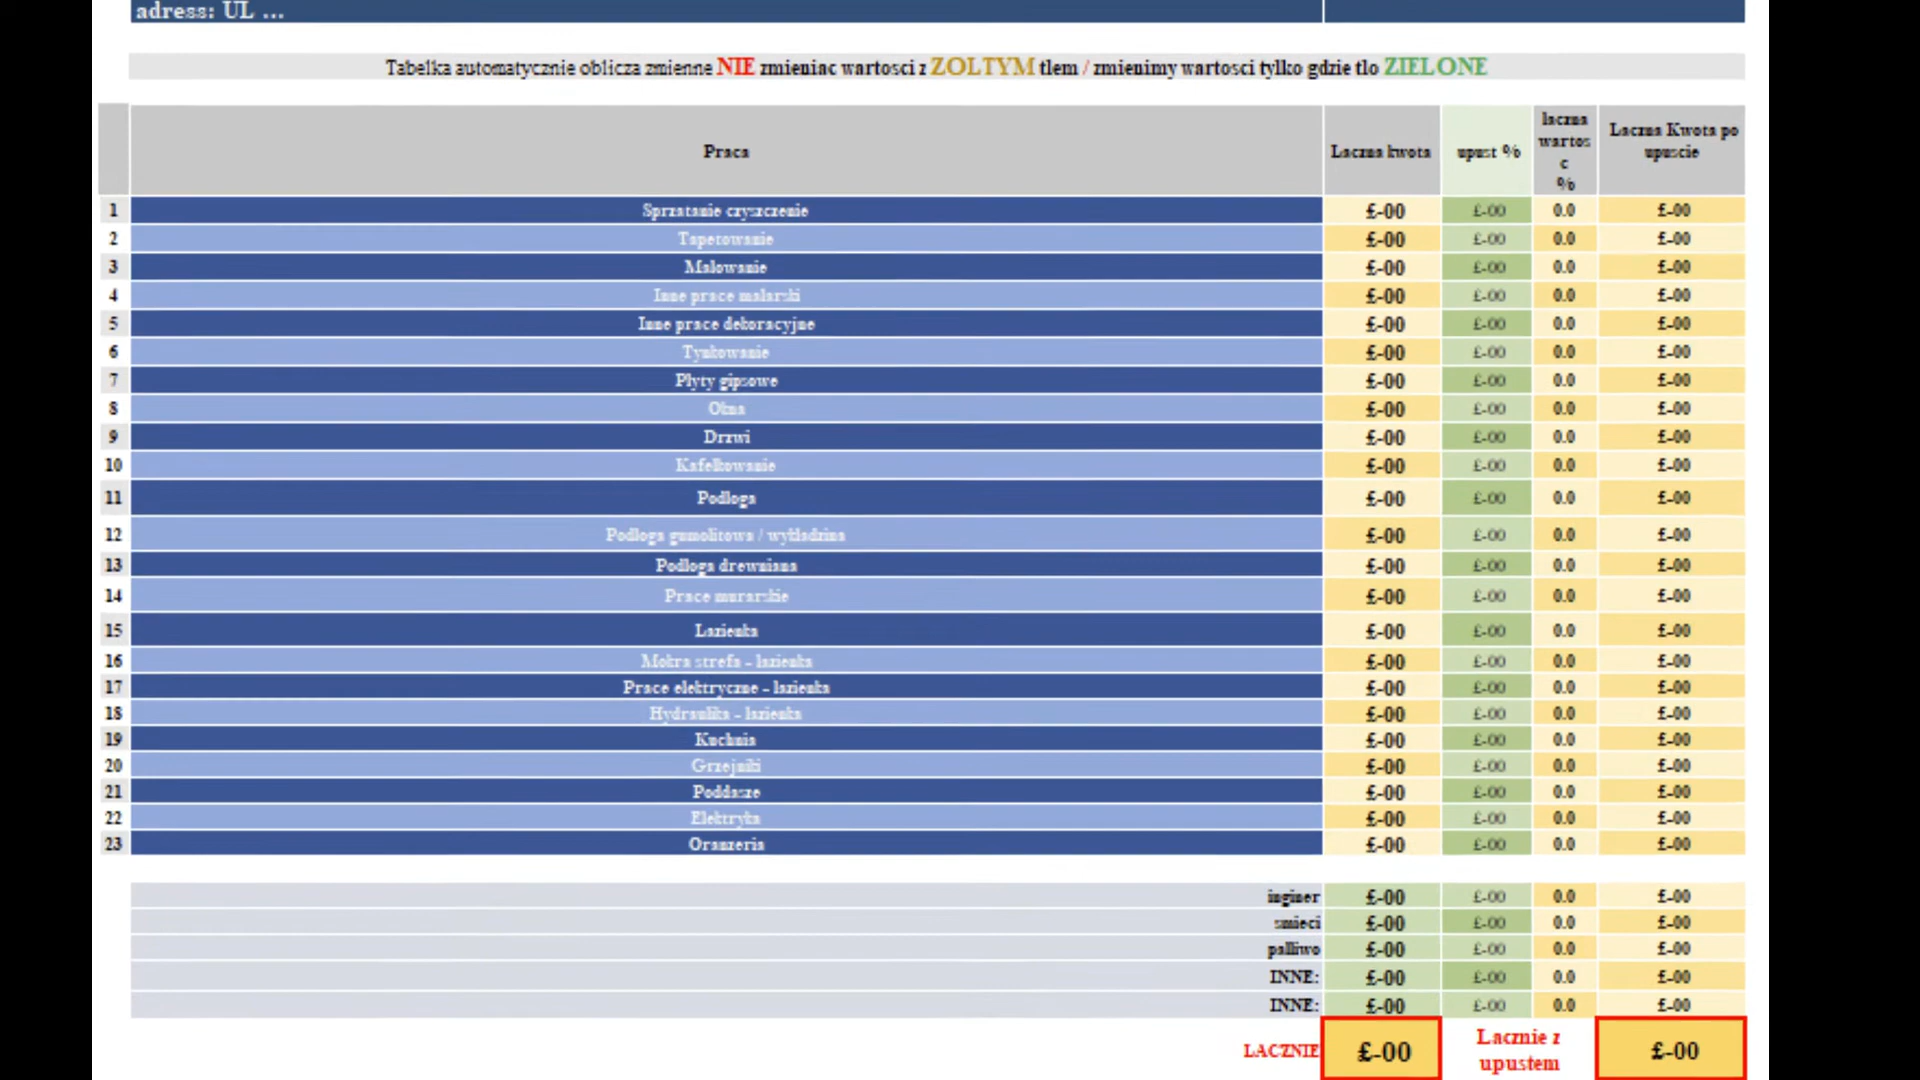 adress: UL ...
Tabelka automatycznie oblicza zmienne NIE zmieniac wartosci z ZOLTYM tlem / zmienimy wartosci tylko gdzie tlo ZIELONE
Praca Laczna kwota upust % laczna wartosc % Laczna Kwota po upuscie
1 Sprzatanie czyszczenie £-00 £-00 0.0 £-00
2 Tapetowanie £-00 £-00 0.0 £-00
3 Malowanie £-00 £-00 0.0 £-00
4 Inne prace malarski £-00 £-00 0.0 £-00
5 Inne prace dekoracyjne £-00 £-00 0.0 £-00
6 Tynkowanie £-00 £-00 0.0 £-00
7 Plyty gipsowe £-00 £-00 0.0 £-00
8 Okna £-00 £-00 0.0 £-00
9 Drzwi £-00 £-00 0.0 £-00
10 Kafelkowanie £-00 £-00 0.0 £-00
11 Podloga £-00 £-00 0.0 £-00
12 Podloga gumolitowa / wykladzina £-00 £-00 0.0 £-00
13 Podloga drewniana £-00 £-00 0.0 £-00
14 Prace murarskie £-00 £-00 0.0 £-00
15 Lazienka £-00 £-00 0.0 £-00
16 Mokra strefa - lazienka £-00 £-00 0.0 £-00
17 Prace elektryczne - lazienka £-00 £-00 0.0 £-00
18 Hydraulika - lazienka £-00 £-00 0.0 £-00
19 Kuchnia £-00 £-00 0.0 £-00
20 Grzejniki £-00 £-00 0.0 £-00
21 Poddasze £-00 £-00 0.0 £-00
22 Elektryka £-00 £-00 0.0 £-00
23 Oranzeria £-00 £-00 0.0 £-00
inginer £-00 £-00 0.0 £-00
smieci £-00 £-00 0.0 £-00
palliwo £-00 £-00 0.0 £-00
INNE: £-00 £-00 0.0 £-00
INNE: £-00 £-00 0.0 £-00
LACZNIE £-00 Lacznie z upustem £-00